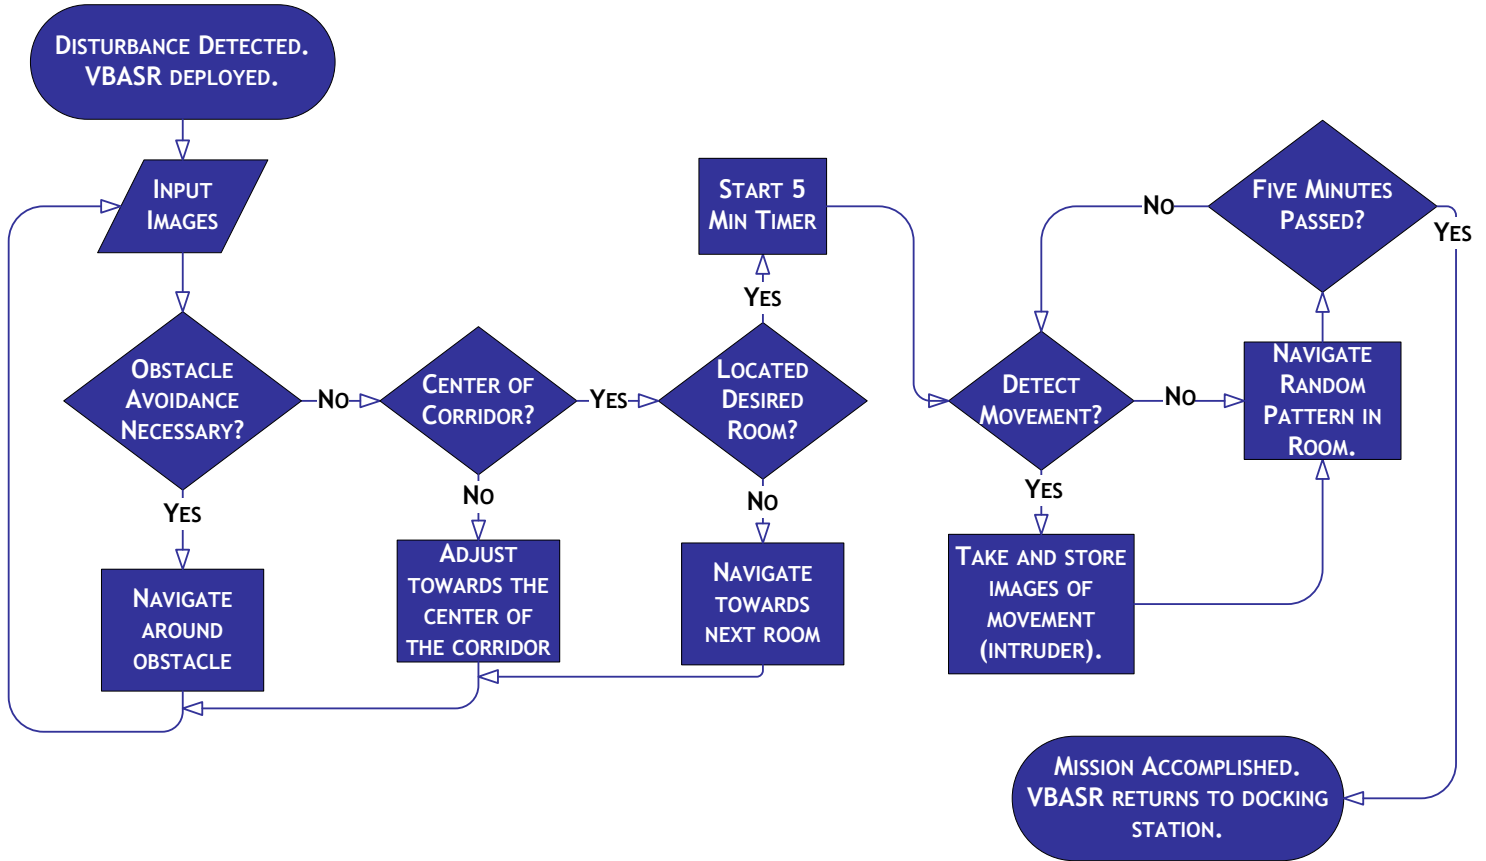 Disturbance Detected.
VBASR deployed.
Input
Images
Obstacle
Avoidance
Necessary?
No
Yes
Navigate
around
obstacle
Center of
Corridor?
Yes
No
Adjust
towards the
center of
the corridor
Located
Desired
Room?
Yes
No
Navigate
towards
next room
Start 5
Min Timer
Detect
Movement?
No
Yes
Take and store
images of
movement
(intruder).
Navigate
Random
Pattern in
Room.
Five Minutes
Passed?
No
Yes
Mission Accomplished.
VBASR returns to docking
station.